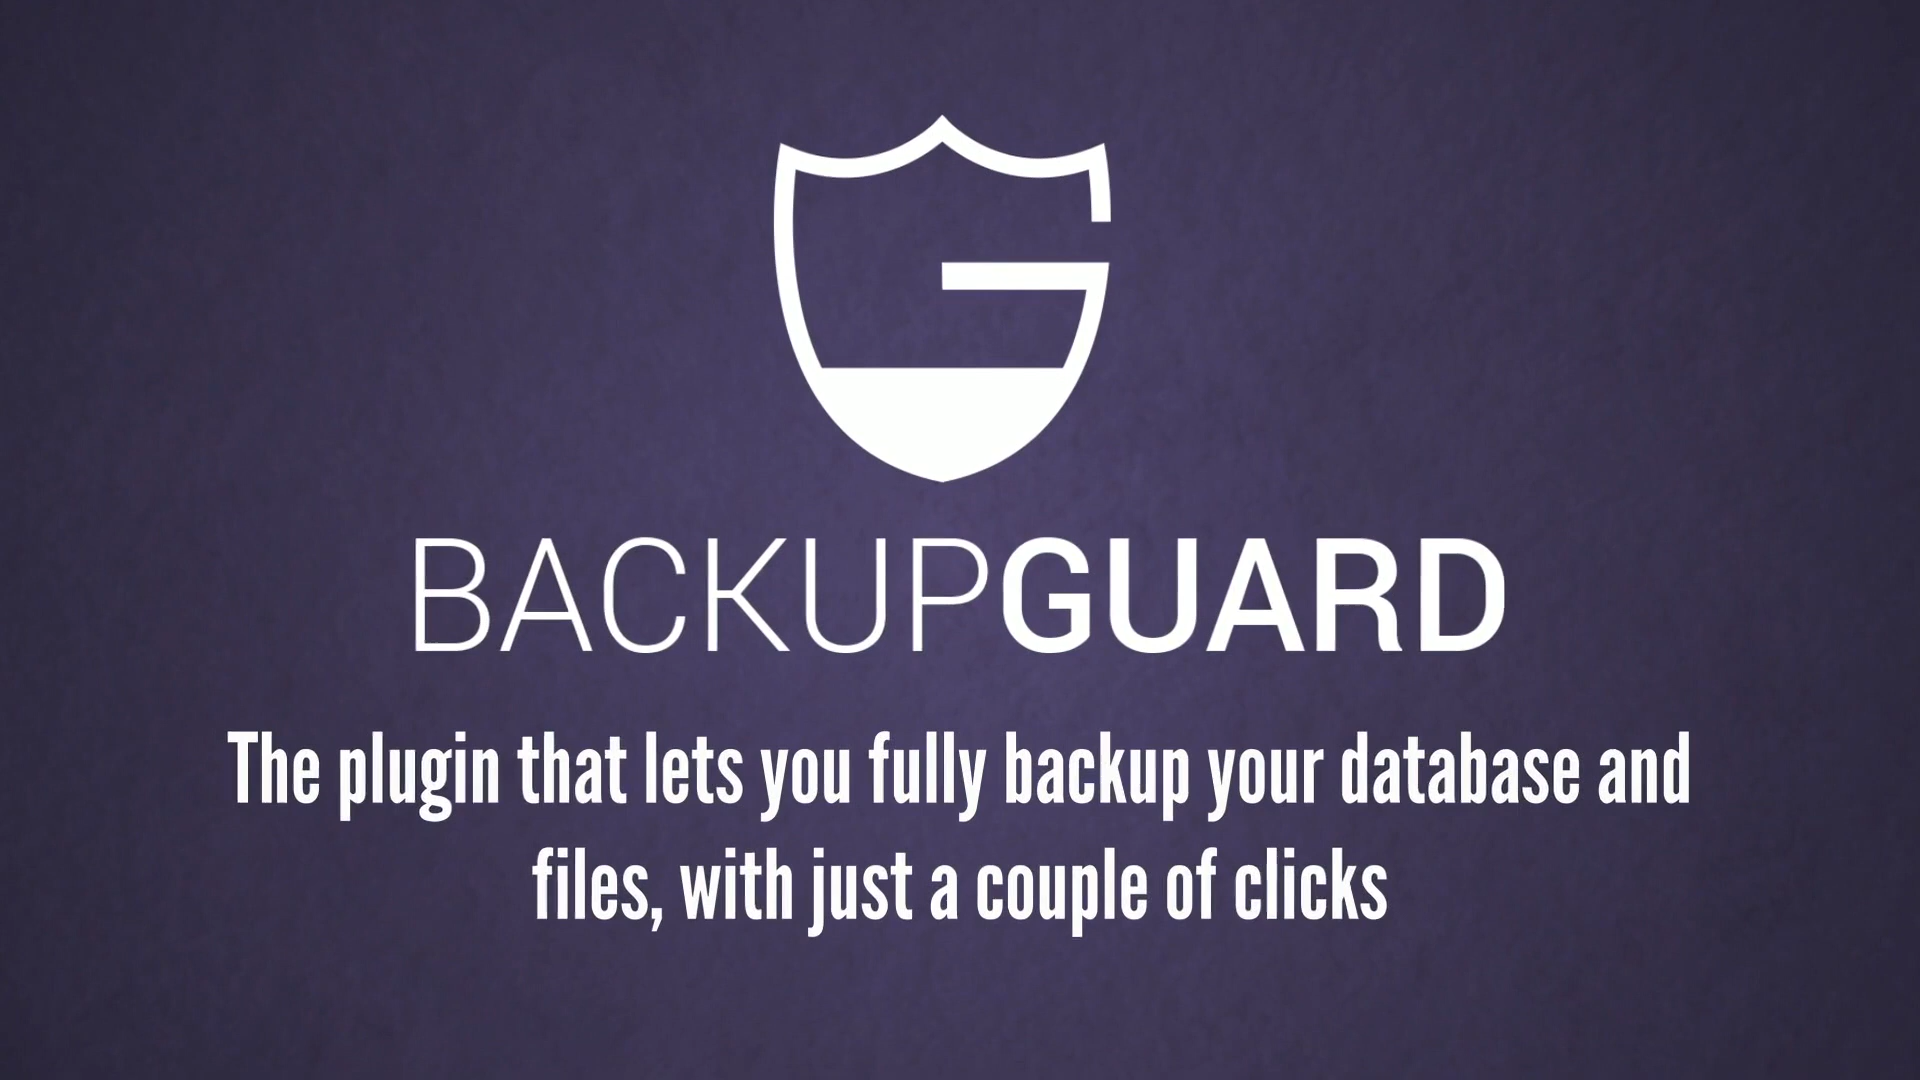 BACKUPGUARD
The plugin that lets you fully backup your database and
files, with just a couple of clicks